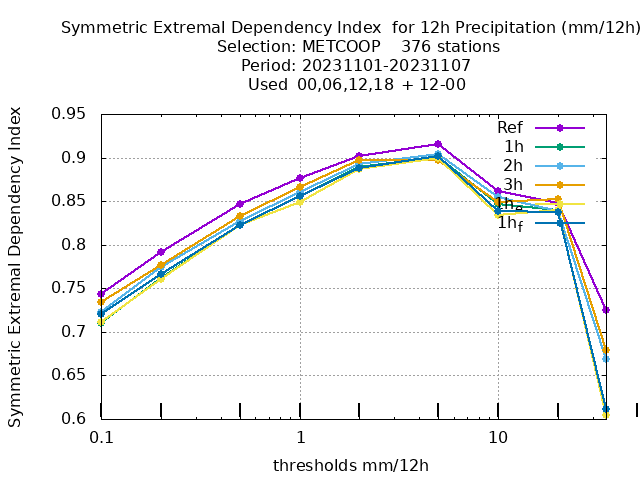 Symmetric Extremal Dependency Index  for 12h Precipitation (mm/12h)
Selection: METCOOP    376 stations
Period: 20231101-20231107
Used  00,06,12,18  + 12-00
Symmetric Extremal Dependency Index
0.95
0.9
0.85
0.8
0.75
0.7
0.65
0.6
0.1
1
10
thresholds mm/12h
Ref
1h
2h
3h
1he
1hf